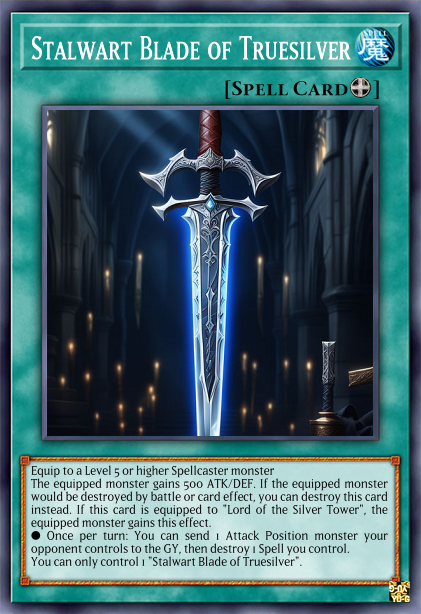 Stalwart Blade of Truesilver
SPELL
魔
[Spell Card]
Equip to a Level 5 or higher Spellcaster monster
The equipped monster gains 500 ATK/DEF. If the equipped monster
would be destroyed by battle or card effect, you can destroy this card
instead. If this card is equipped to "Lord of the Silver Tower", the
equipped monster gains this effect.
● Once per turn: You can send 1 Attack Position monster your
opponent controls to the GY, then destroy 1 Spell you control.
You can only control 1 "Stalwart Blade of Truesilver".